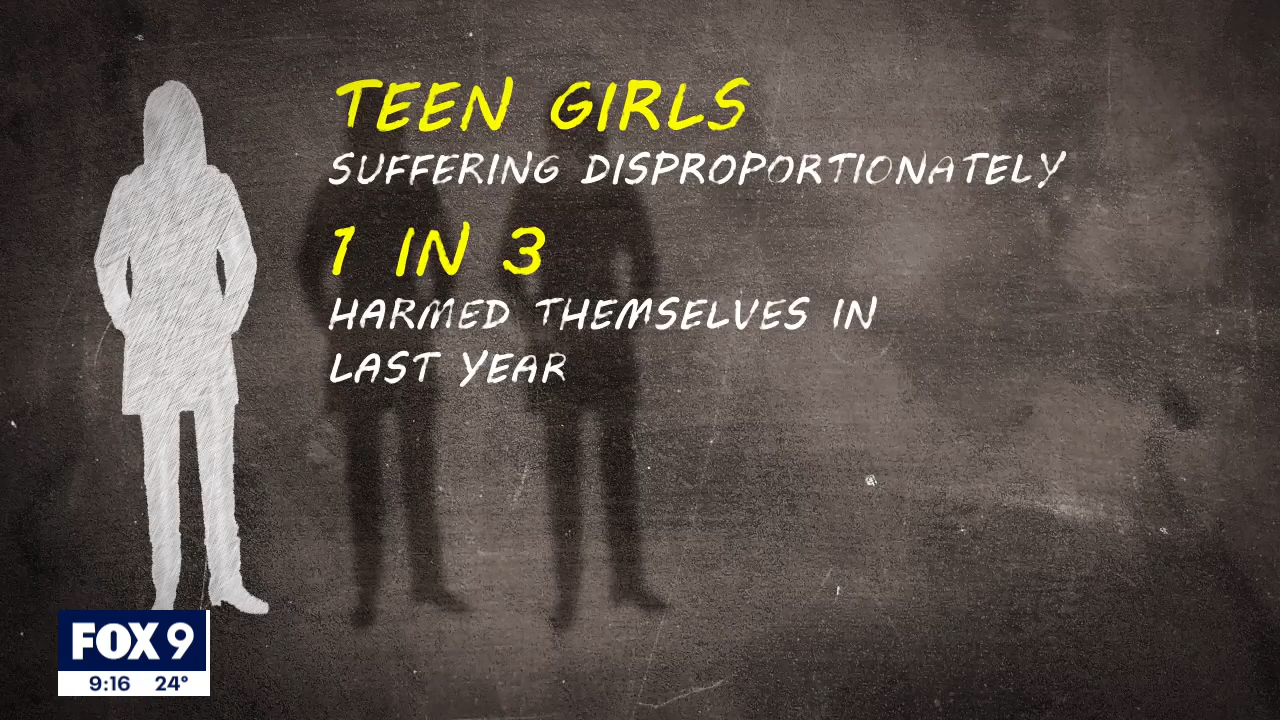 TEEN GIRLS
SUFFERING DISPROPORTIONATELY
1 IN 3
HARMED THEMSELVES IN
LAST YEAR
FOX 9
9:16 24°